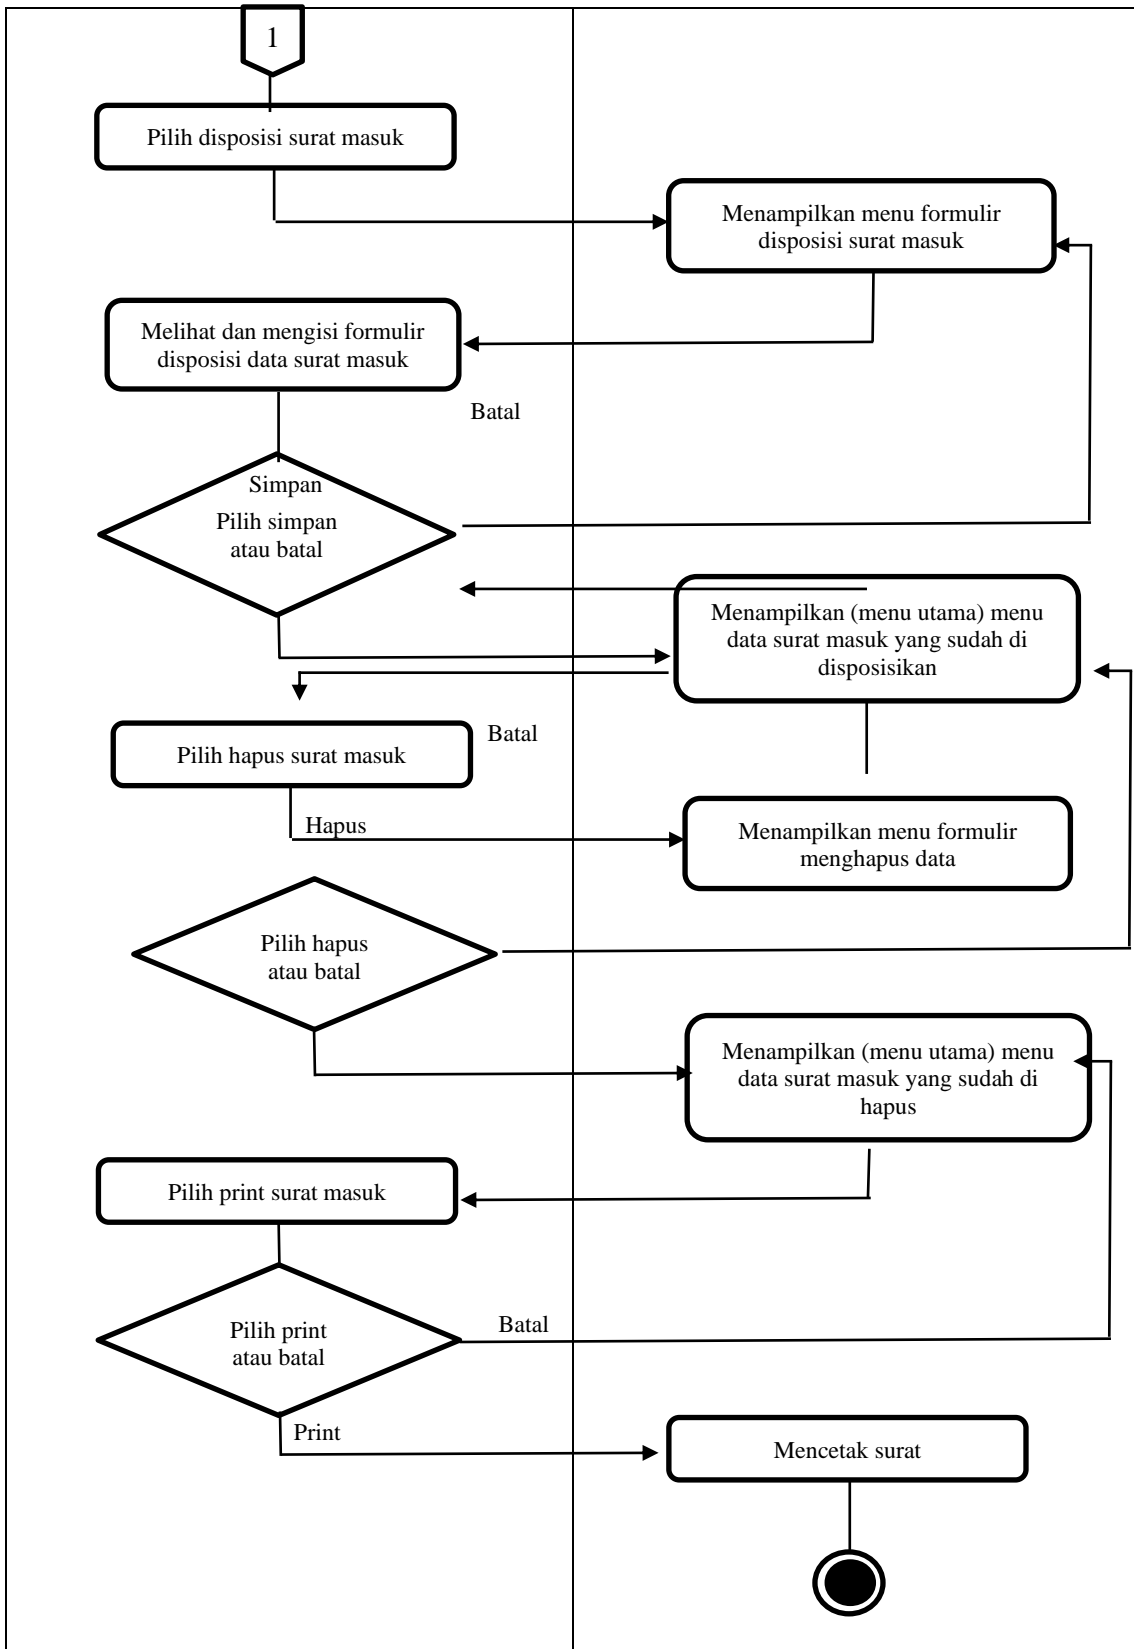 1
Pilih disposisi surat masuk
Menampilkan menu formulir
disposisi surat masuk
Melihat dan mengisi formulir
disposisi data surat masuk
Batal
Simpan
Pilih simpan
atau batal
Menampilkan (menu utama) menu
data surat masuk yang sudah di
disposisikan
Batal
Pilih hapus surat masuk
Hapus
Menampilkan menu formulir
menghapus data
Pilih hapus
atau batal
Menampilkan (menu utama) menu
data surat masuk yang sudah di
hapus
Pilih print surat masuk
Batal
Pilih print
atau batal
Print
Mencetak surat